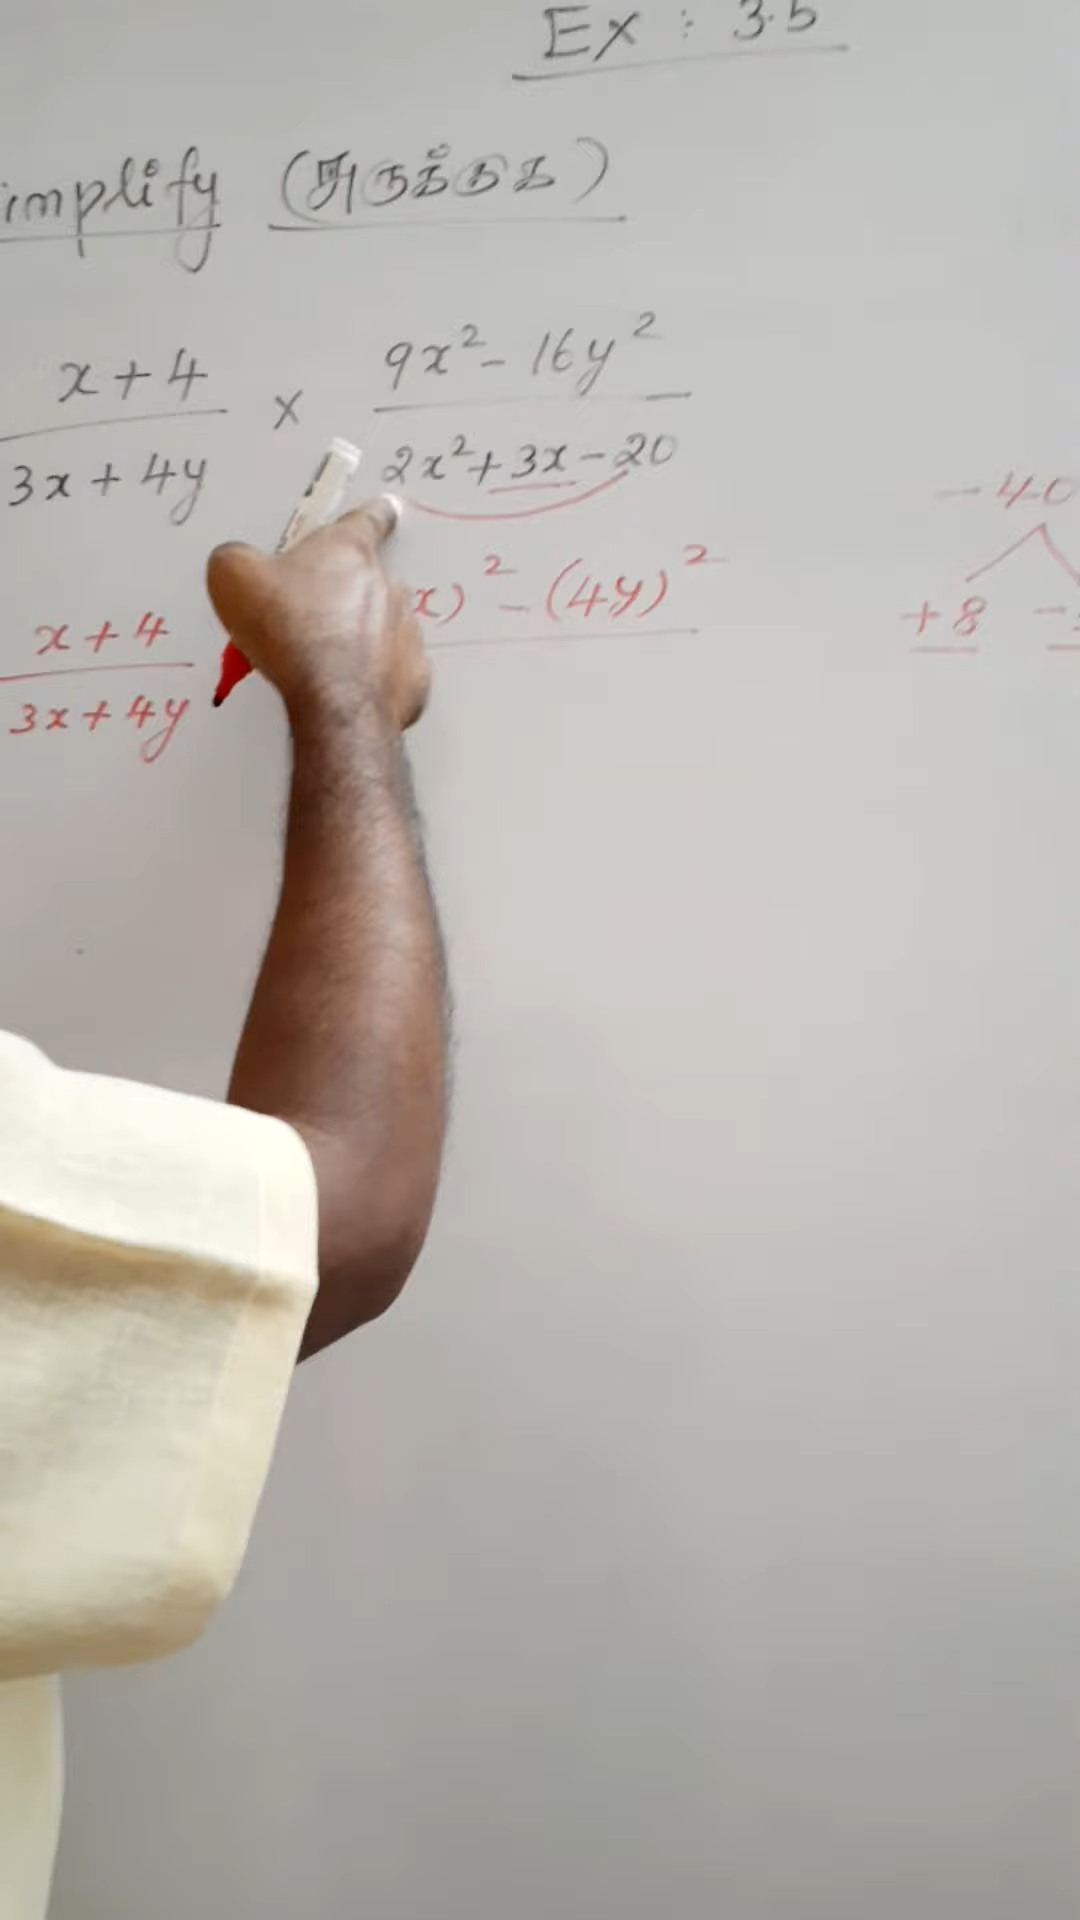 Ex : 3.5
implify (சுருக்குக)
x + 4 / 3x + 4y × 9x² - 16y² / 2x² + 3x - 20
x + 4 / 3x + 4y x)² - (4y)²
- 40
+8 -